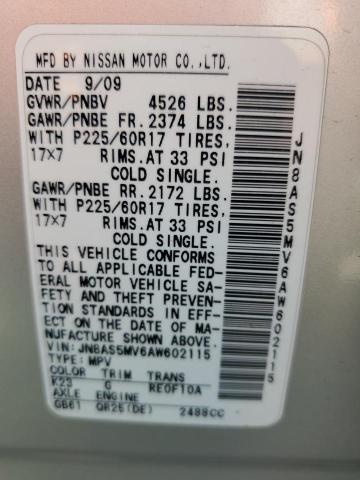 MFD BY NISSAN MOTOR CO.,LTD.
DATE 9/09
GVWR/PNBV 4526 LBS.
GAWR/PNBE FR. 2374 LBS.
WITH P225/60R17 TIRES,
17×7 RIMS. AT 33 PSI
COLD SINGLE.
GAWR/PNBE RR. 2172 LBS.
WITH P225/60R17 TIRES,
17×7 RIMS. AT 33 PSI
COLD SINGLE.
THIS VEHICLE CONFORMS
TO ALL APPLICABLE FED-
ERAL MOTOR VEHICLE SA-
FETY AND THEFT PREVEN-
TION STANDARDS IN EFF-
ECT ON THE DATE OF MA-
NUFACTURE SHOWN ABOVE.
VIN:JN8AS5MV6AW602115
TYPE:MPV
COLOR TRIM TRANS
K23 G RE0F10A
AXLE ENGINE
GB61 QR25(DE) 2488CC
JN8AS5MV6AW602115